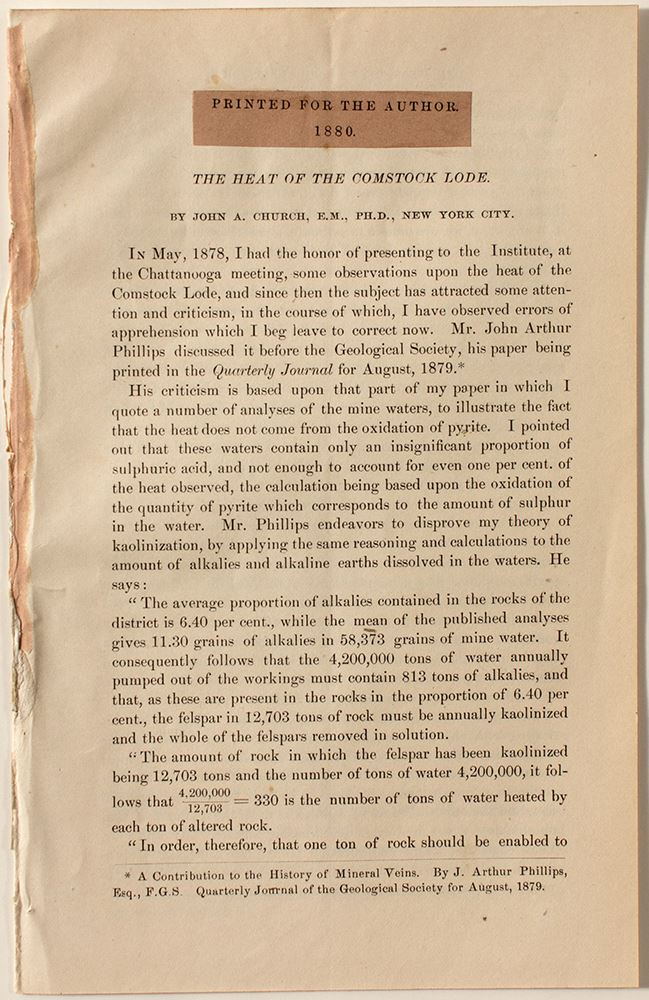 PRINTED FOR THE AUTHOR.
1880.
THE HEAT OF THE COMSTOCK LODE.
BY JOHN A. CHURCH, E.M., PH.D., NEW YORK CITY.
IN May, 1878, I had the honor of presenting to the Institute, at
the Chattanooga meeting, some observations upon the heat of the
Comstock Lode, and since then the subject has attracted some atten-
tion and criticism, in the course of which, I have observed errors of
apprehension which I beg leave to correct now. Mr. John Arthur
Phillips discussed it before the Geological Society, his paper being
printed in the Quarterly Journal for August, 1879.*
His criticism is based upon that part of my paper in which I
quote a number of analyses of the mine waters, to illustrate the fact
that the heat does not come from the oxidation of pyrite. I pointed
out that these waters contain only an insignificant proportion of
sulphuric acid, and not enough to account for even one per cent. of
the heat observed, the calculation being based upon the oxidation of
the quantity of pyrite which corresponds to the amount of sulphur
in the water. Mr. Phillips endeavors to disprove my theory of
kaolinization, by applying the same reasoning and calculations to the
amount of alkalies and alkaline earths dissolved in the waters. He
says:
"The average proportion of alkalies contained in the rocks of the
district is 6.40 per cent., while the mean of the published analyses
gives 11.30 grains of alkalies in 58,373 grains of mine water. It
consequently follows that the 4,200,000 tons of water annually
pumped out of the workings must contain 813 tons of alkalies, and
that, as these are present in the rocks in the proportion of 6.40 per
cent., the felspar in 12,703 tons of rock must be annually kaolinized
and the whole of the felspars removed in solution.
"The amount of rock in which the felspar has been kaolinized
being 12,703 tons and the number of tons of water 4,200,000, it fol-
lows that 4,200,000/12,703 = 330 is the number of tons of water heated by
each ton of altered rock.
"In order, therefore, that one ton of rock should be enabled to
* A Contribution to the History of Mineral Veins. By J. Arthur Phillips,
Esq., F.G.S. Quarterly Journal of the Geological Society for August, 1879.